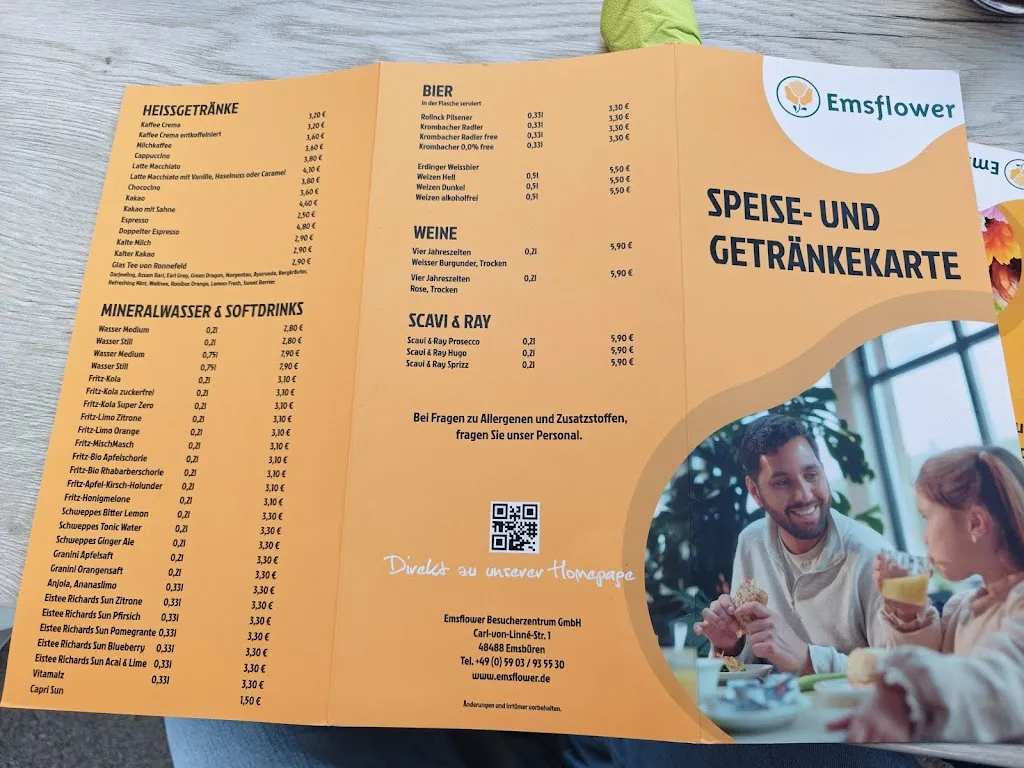 HEISSGETRÄNKE
Kaffee Crema 3,20 €
Kaffee Crema entkoffeiniert 3,20 €
Milchkaffee 3,60 €
Cappuccino 3,60 €
Latte Macchiato 3,80 €
Latte Macchiato mit Vanille, Haselnuss oder Caramel 4,10 €
Chococino 3,80 €
Kakao 3,60 €
Kakao mit Sahne 4,40 €
Espresso 2,50 €
Doppelter Espresso 4,80 €
Kalte Milch 2,90 €
Kalter Kakao 2,90 €
Glas Tee von Ronnefeld 2,90 €
Darjeeling, Assam Bari, Earl Grey, Green Dragon, Morgentau, Ayurveda, Bergkräuter,
Refreshing Mint, Wellness, Rooibos Orange, Lemon Fresh, Sweet Berries
MINERALWASSER & SOFTDRINKS
Wasser Medium 0,2l 2,80 €
Wasser Still 0,2l 2,80 €
Wasser Medium 0,75l 7,90 €
Wasser Still 0,75l 7,90 €
Fritz-Kola 0,2l 3,10 €
Fritz-Kola zuckerfrei 0,2l 3,10 €
Fritz-Kola Super Zero 0,2l 3,10 €
Fritz-Limo Zitrone 0,2l 3,10 €
Fritz-Limo Orange 0,2l 3,10 €
Fritz-MischMasch 0,2l 3,10 €
Fritz-Bio Apfelschorle 0,2l 3,10 €
Fritz-Bio Rhabarberschorle 0,2l 3,10 €
Fritz-Apfel-Kirsch-Holunder 0,2l 3,10 €
Fritz-Honigmelone 0,2l 3,10 €
Schweppes Bitter Lemon 0,2l 3,30 €
Schweppes Tonic Water 0,2l 3,30 €
Schweppes Ginger Ale 0,2l 3,30 €
Granini Apfelsaft 0,2l 3,30 €
Granini Orangensaft 0,2l 3,30 €
Anjola, Ananaslimo 0,33l 3,30 €
Eistee Richards Sun Zitrone 0,33l 3,30 €
Eistee Richards Sun Pfirsich 0,33l 3,30 €
Eistee Richards Sun Pomegranate 0,33l 3,30 €
Eistee Richards Sun Blueberry 0,33l 3,30 €
Eistee Richards Sun Acai & Lime 0,33l 3,30 €
Vitamalz 0,33l 3,30 €
Capri Sun 1,50 €
BIER
In der Flasche serviert
Rolinck Pilsener 0,33l 3,30 €
Krombacher Radler 0,33l 3,30 €
Krombacher Radler free 0,33l 3,30 €
Krombacher 0,0% free 0,33l 3,30 €
Erdinger Weissbier
Weizen Hell 0,5l 5,50 €
Weizen Dunkel 0,5l 5,50 €
Weizen alkoholfrei 0,5l 5,50 €
WEINE
Vier Jahreszeiten 0,2l 5,90 €
Weisser Burgunder, Trocken
Vier Jahreszeiten 0,2l 5,90 €
Rose, Trocken
SCAVI & RAY
Scavi & Ray Prosecco 0,2l 5,90 €
Scavi & Ray Hugo 0,2l 5,90 €
Scavi & Ray Sprizz 0,2l 5,90 €
Bei Fragen zu Allergenen und Zusatzstoffen,
fragen Sie unser Personal.
Direkt zu unserer Homepage
Emsflower Besucherzentrum GmbH
Carl-von-Linné-Str. 1
48488 Emsbüren
Tel. +49 (0) 59 03 / 93 55 30
www.emsflower.de
Änderungen und Irrtümer vorbehalten.
Emsflower
SPEISE- UND
GETRÄNKEKARTE